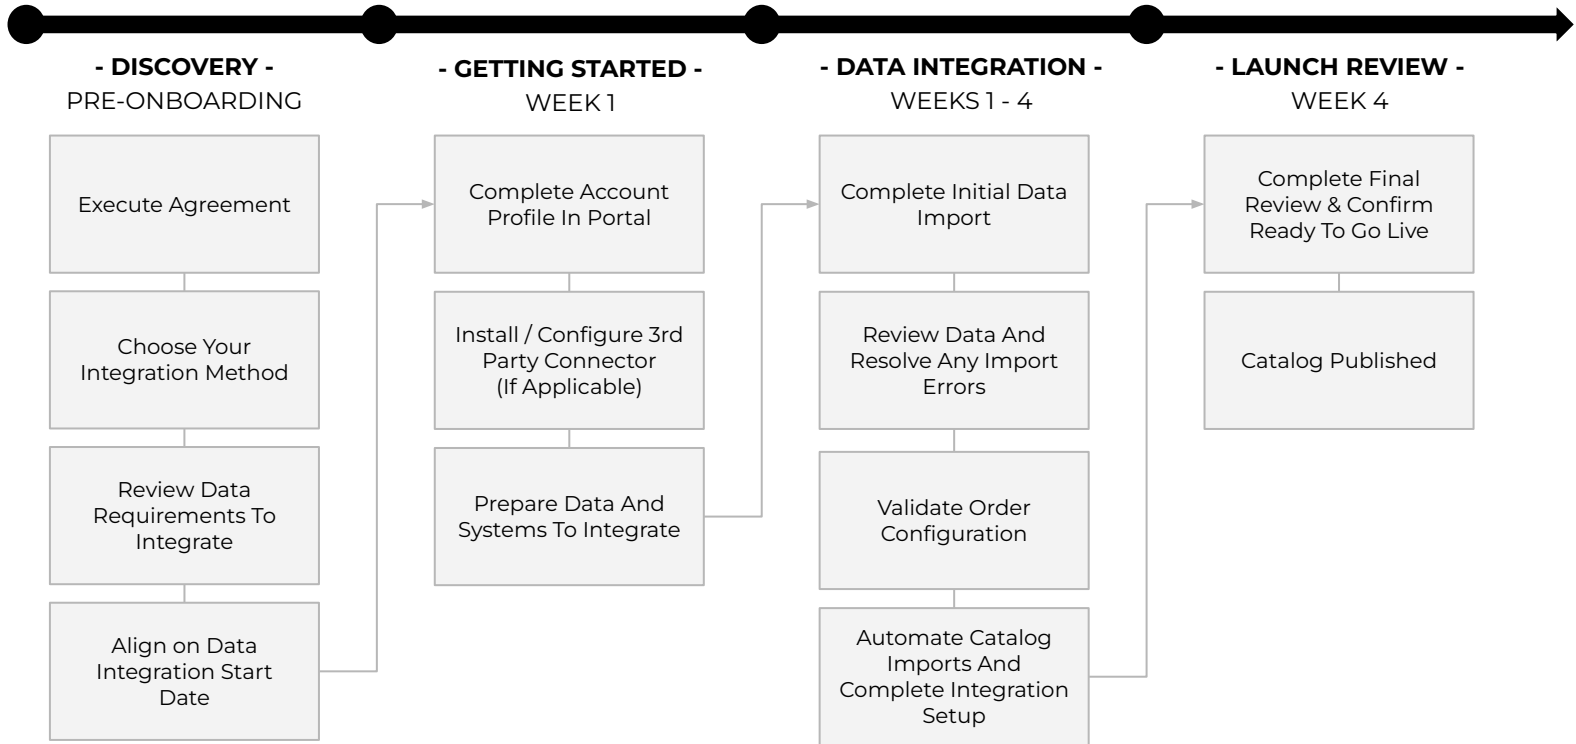 - DISCOVERY -
PRE-ONBOARDING
Execute Agreement
Choose Your
Integration Method
Review Data
Requirements To
Integrate
Align on Data
Integration Start
Date
- GETTING STARTED -
WEEK 1
Complete Account
Profile In Portal
Install / Configure 3rd
Party Connector
(If Applicable)
Prepare Data And
Systems To Integrate
- DATA INTEGRATION -
WEEKS 1 - 4
Complete Initial Data
Import
Review Data And
Resolve Any Import
Errors
Validate Order
Configuration
Automate Catalog
Imports And
Complete Integration
Setup
- LAUNCH REVIEW -
WEEK 4
Complete Final
Review & Confirm
Ready To Go Live
Catalog Published